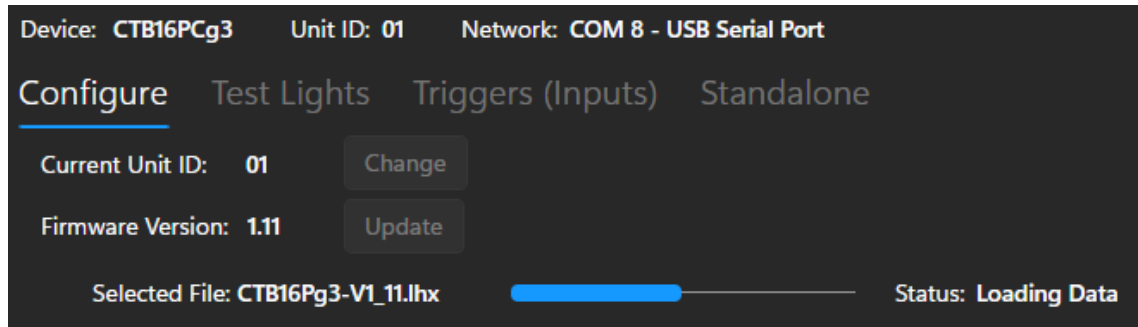 Device: CTB16PCg3 Unit ID: 01 Network: COM 8 - USB Serial Port
Configure Test Lights Triggers (Inputs) Standalone
Current Unit ID: 01 Change
Firmware Version: 1.11 Update
Selected File: CTB16Pg3-V1_11.lhx Status: Loading Data